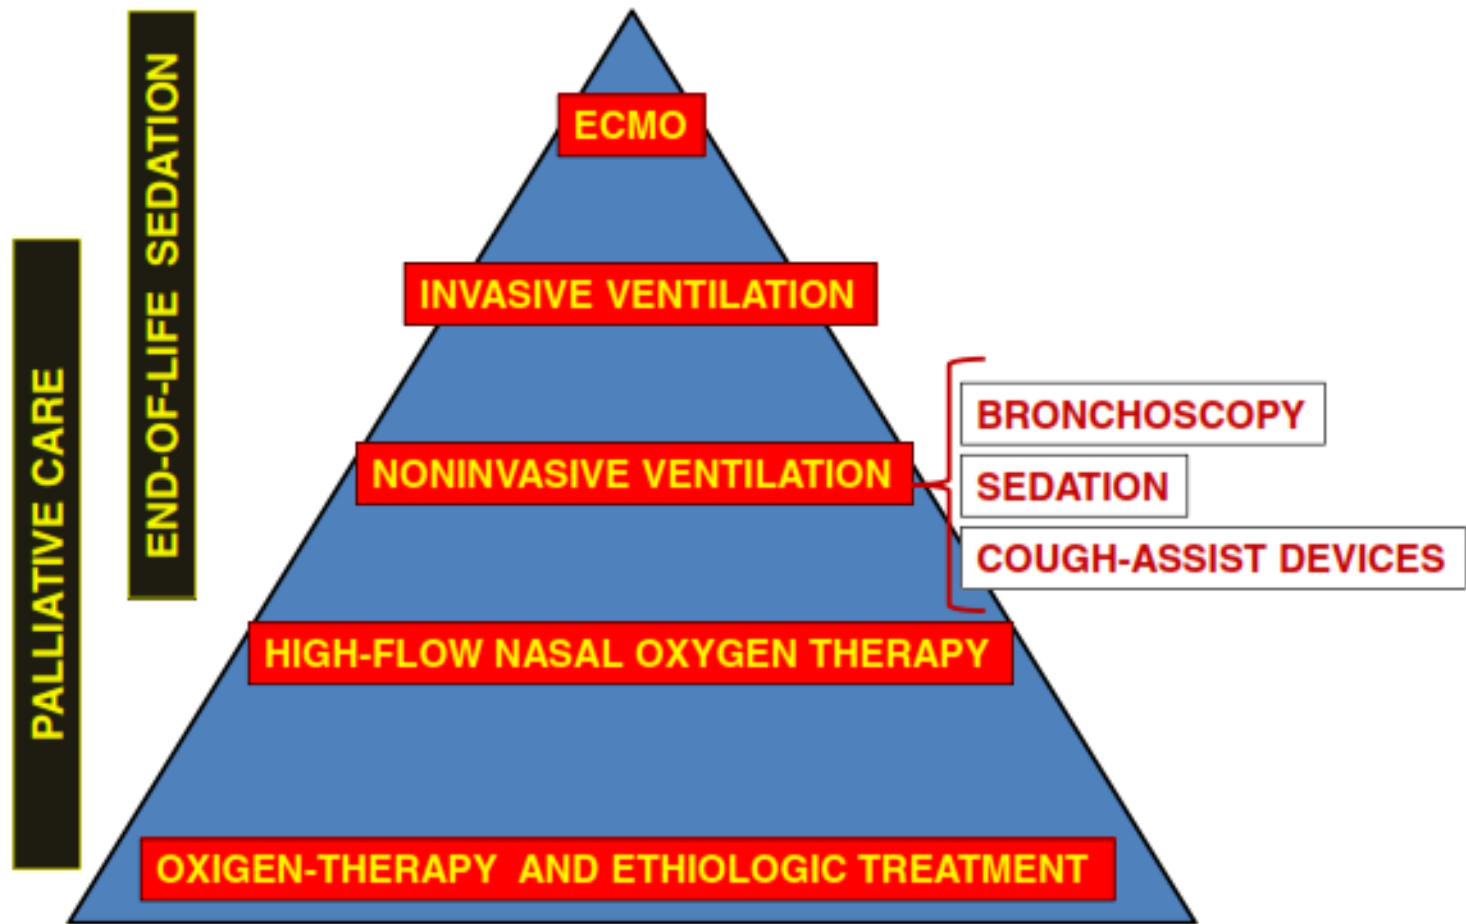 END-OF-LIFE  SEDATION
PALLIATIVE CARE
ECMO
INVASIVE VENTILATION
NONINVASIVE VENTILATION
BRONCHOSCOPY
SEDATION
COUGH-ASSIST DEVICES
HIGH-FLOW NASAL OXYGEN THERAPY
OXIGEN-THERAPY  AND ETHIOLOGIC TREATMENT